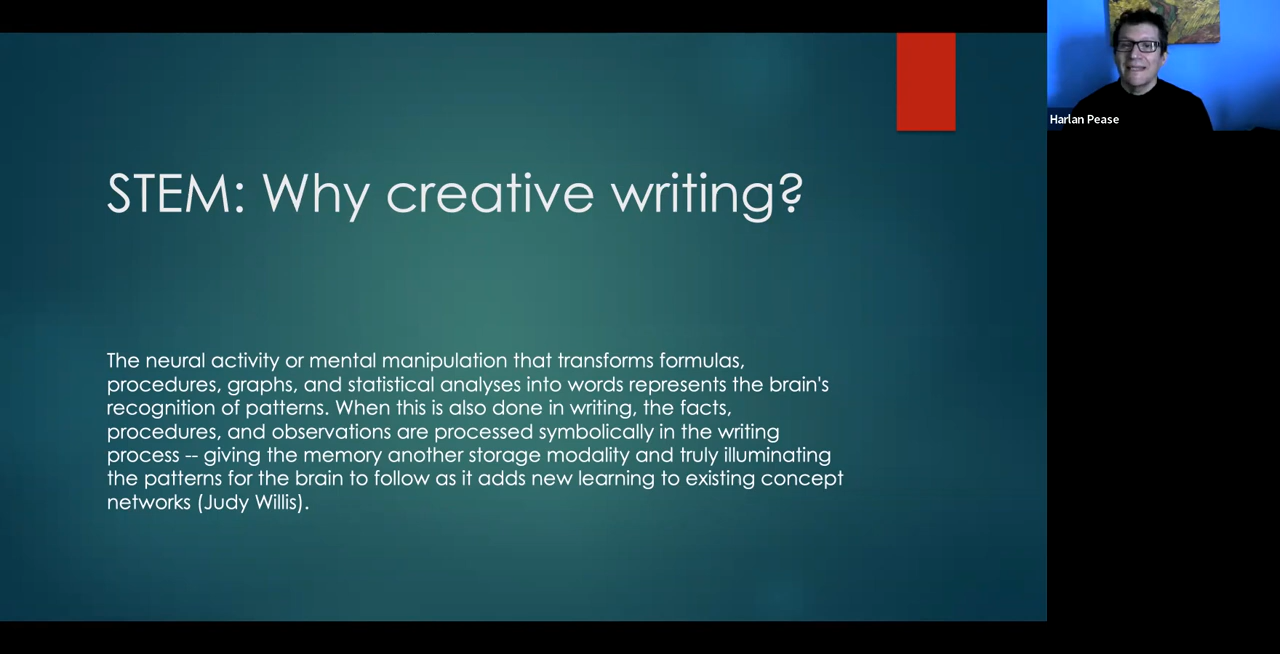 STEM: Why creative writing?
The neural activity or mental manipulation that transforms formulas,
procedures, graphs, and statistical analyses into words represents the brain's
recognition of patterns. When this is also done in writing, the facts,
procedures, and observations are processed symbolically in the writing
process -- giving the memory another storage modality and truly illuminating
the patterns for the brain to follow as it adds new learning to existing concept
networks (Judy Willis).
Harlan Pease